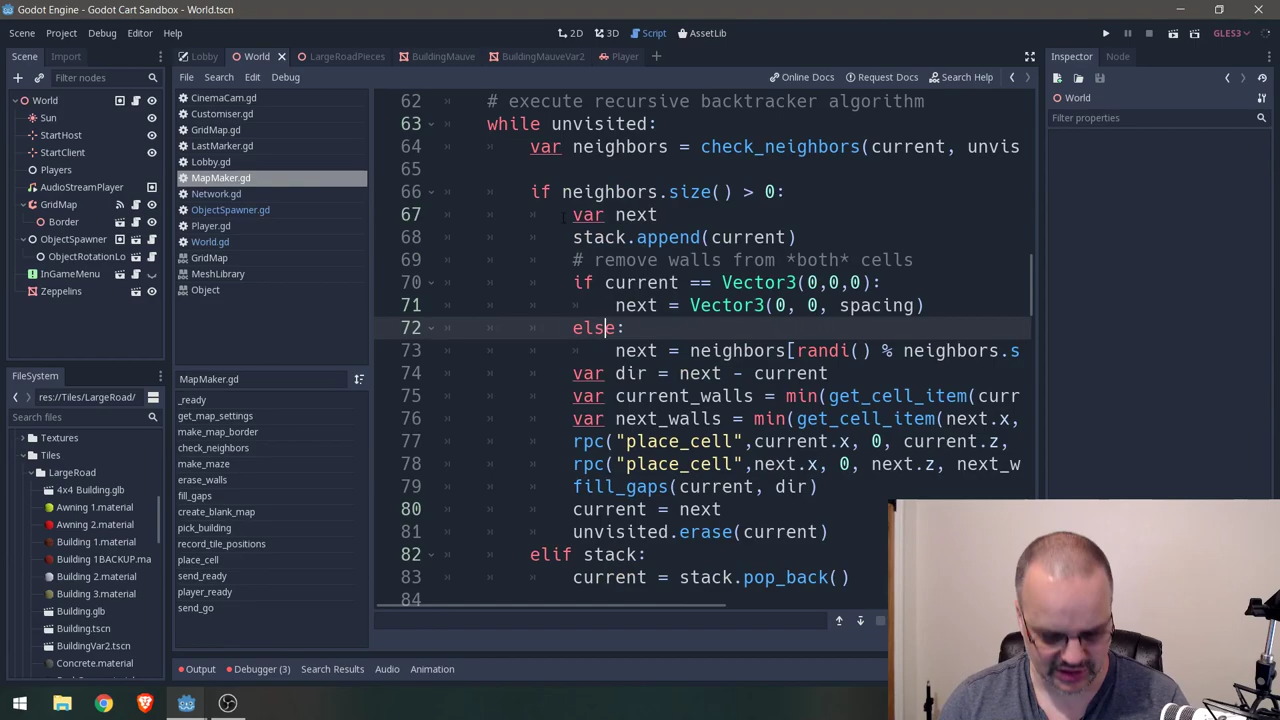 Godot Engine - Godot Cart Sandbox - World.tscn
Scene Project Debug Editor Help
2D 3D Script AssetLib
GLES3
Scene Import
Lobby World LargeRoadPieces BuildingMauve BuildingMauveVar2 Player
Inspector Node
Filter nodes
File Search Edit Debug
Online Docs Request Docs Search Help
World
Filter properties
World
Sun
StartHost
StartClient
Players
AudioStreamPlayer
GridMap
Border
ObjectSpawner
ObjectRotationLo
InGameMenu
Zeppelins
CinemaCam.gd
Customiser.gd
GridMap.gd
LastMarker.gd
Lobby.gd
MapMaker.gd
Network.gd
ObjectSpawner.gd
Player.gd
World.gd
GridMap
MeshLibrary
Object
MapMaker.gd
_ready
get_map_settings
make_map_border
check_neighbors
make_maze
erase_walls
fill_gaps
create_blank_map
pick_building
record_tile_positions
place_cell
send_ready
player_ready
send_go
FileSystem
res://Tiles/LargeRoad/
Search files
Textures
Tiles
LargeRoad
4x4 Building.glb
Awning 1.material
Awning 2.material
Building 1.material
Building 1BACKUP.ma
Building 2.material
Building 3.material
Building.glb
Building.tscn
BuildingVar2.tscn
Concrete.material
62 # execute recursive backtracker algorithm
63 while unvisited:
64 var neighbors = check_neighbors(current, unvis
65
66 if neighbors.size() > 0:
67 var next
68 stack.append(current)
69 # remove walls from *both* cells
70 if current == Vector3(0,0,0):
71 next = Vector3(0, 0, spacing)
72 else:
73 next = neighbors[randi() % neighbors.s
74 var dir = next - current
75 var current_walls = min(get_cell_item(curr
76 var next_walls = min(get_cell_item(next.x,
77 rpc("place_cell",current.x, 0, current.z,
78 rpc("place_cell",next.x, 0, next.z, next_w
79 fill_gaps(current, dir)
80 current = next
81 unvisited.erase(current)
82 elif stack:
83 current = stack.pop_back()
84
Output Debugger (3) Search Results Audio Animation